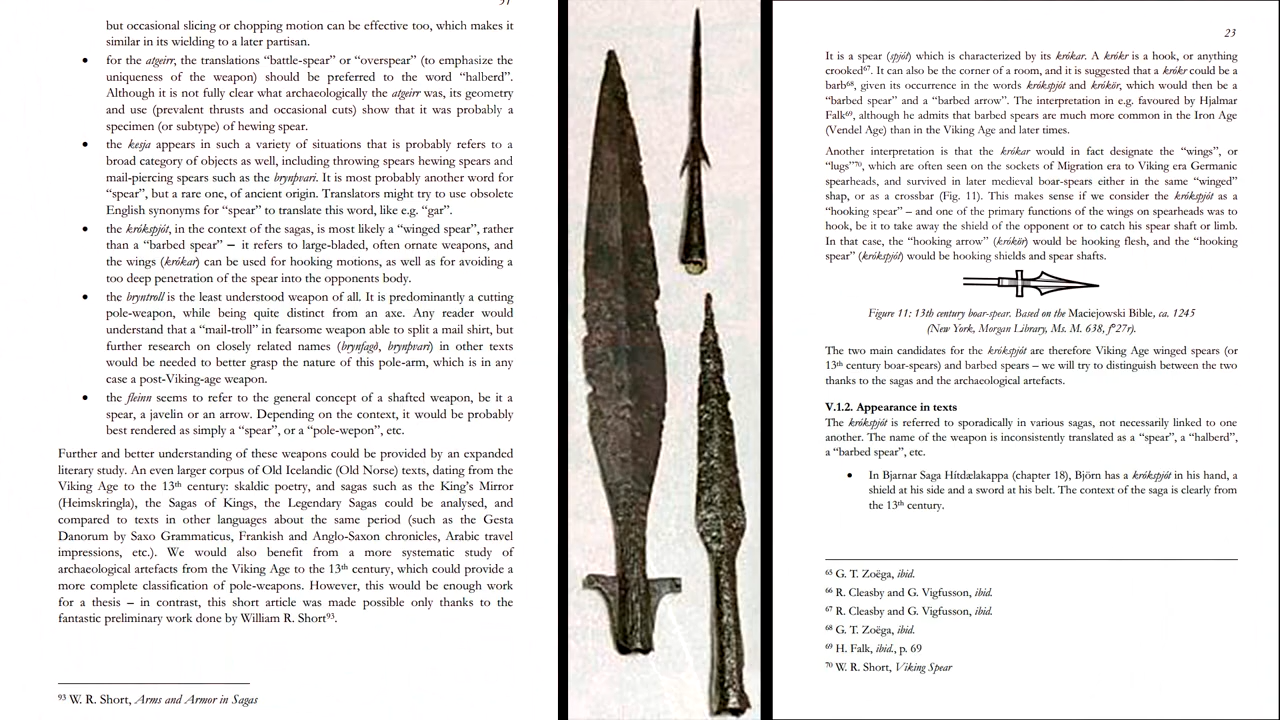 but occasional slicing or chopping motion can be effective too, which makes it
similar in its wielding to a later partisan.
• for the atgeirr, the translations “battle-spear” or “overspear” (to emphasize the
uniqueness of the weapon) should be preferred to the word “halberd”.
Although it is not fully clear what archaeologically the atgeirr was, its geometry
and use (prevalent thrusts and occasional cuts) show that it was probably a
specimen (or subtype) of hewing spear.
• the kesja appears in such a variety of situations that is probably refers to a
broad category of objects as well, including throwing spears hewing spears and
mail-piercing spears such as the brynþvari. It is most probably another word for
“spear”, but a rare one, of ancient origin. Translators might try to use obsolete
English synonyms for “spear” to translate this word, like e.g. “gar”.
• the krókspjót, in the context of the sagas, is most likely a “winged spear”, rather
than a “barbed spear” – it refers to large-bladed, often ornate weapons, and
the wings (krókar) can be used for hooking motions, as well as for avoiding a
too deep penetration of the spear into the opponents body.
• the bryntroll is the least understood weapon of all. It is predominantly a cutting
pole-weapon, while being quite distinct from an axe. Any reader would
understand that a “mail-troll” in fearsome weapon able to split a mail shirt, but
further research on closely related names (brynfagð, brynþvari) in other texts
would be needed to better grasp the nature of this pole-arm, which is in any
case a post-Viking-age weapon.
• the fleinn seems to refer to the general concept of a shafted weapon, be it a
spear, a javelin or an arrow. Depending on the context, it would be probably
best rendered as simply a “spear”, or a “pole-wepon”, etc.
Further and better understanding of these weapons could be provided by an expanded
literary study. An even larger corpus of Old Icelandic (Old Norse) texts, dating from the
Viking Age to the 13th century: skaldic poetry, and sagas such as the King’s Mirror
(Heimskringla), the Sagas of Kings, the Legendary Sagas could be analysed, and
compared to texts in other languages about the same period (such as the Gesta
Danorum by Saxo Grammaticus, Frankish and Anglo-Saxon chronicles, Arabic travel
impressions, etc.). We would also benefit from a more systematic study of
archaeological artefacts from the Viking Age to the 13th century, which could provide a
more complete classification of pole-weapons. However, this would be enough work
for a thesis – in contrast, this short article was made possible only thanks to the
fantastic preliminary work done by William R. Short93.
93 W. R. Short, Arms and Armor in Sagas
23
It is a spear (spjót) which is characterized by its krókar. A krókr is a hook, or anything
crooked67. It can also be the corner of a room, and it is suggested that a krókr could be a
barb68, given its occurrence in the words krókspjót and krókör, which would then be a
“barbed spear” and a “barbed arrow”. The interpretation in e.g. favoured by Hjalmar
Falk69, although he admits that barbed spears are much more common in the Iron Age
(Vendel Age) than in the Viking Age and later times.
Another interpretation is that the krókar would in fact designate the “wings”, or
“lugs”70, which are often seen on the sockets of Migration era to Viking era Germanic
spearheads, and survived in later medieval boar-spears either in the same “winged”
shap, or as a crossbar (Fig. 11). This makes sense if we consider the krókspjót as a
“hooking spear” – and one of the primary functions of the wings on spearheads was to
hook, be it to take away the shield of the opponent or to catch his spear shaft or limb.
In that case, the “hooking arrow” (krókör) would be hooking flesh, and the “hooking
spear” (krókspjót) would be hooking shields and spear shafts.
Figure 11: 13th century boar-spear. Based on the Maciejowski Bible, ca. 1245
(New York, Morgan Library, Ms. M. 638, f°27r).
The two main candidates for the krókspjót are therefore Viking Age winged spears (or
13th century boar-spears) and barbed spears – we will try to distinguish between the two
thanks to the sagas and the archaeological artefacts.
V.1.2. Appearance in texts
The krókspjót is referred to sporadically in various sagas, not necessarily linked to one
another. The name of the weapon is inconsistently translated as a “spear”, a “halberd”,
a “barbed spear”, etc.
• In Bjarnar Saga Hítdælakappa (chapter 18), Björn has a krókspjót in his hand, a
shield at his side and a sword at his belt. The context of the saga is clearly from
the 13th century.
65 G. T. Zoëga, ibid.
66 R. Cleasby and G. Vigfusson, ibid.
67 R. Cleasby and G. Vigfusson, ibid.
68 G. T. Zoëga, ibid.
69 H. Falk, ibid., p. 69
70 W. R. Short, Viking Spear